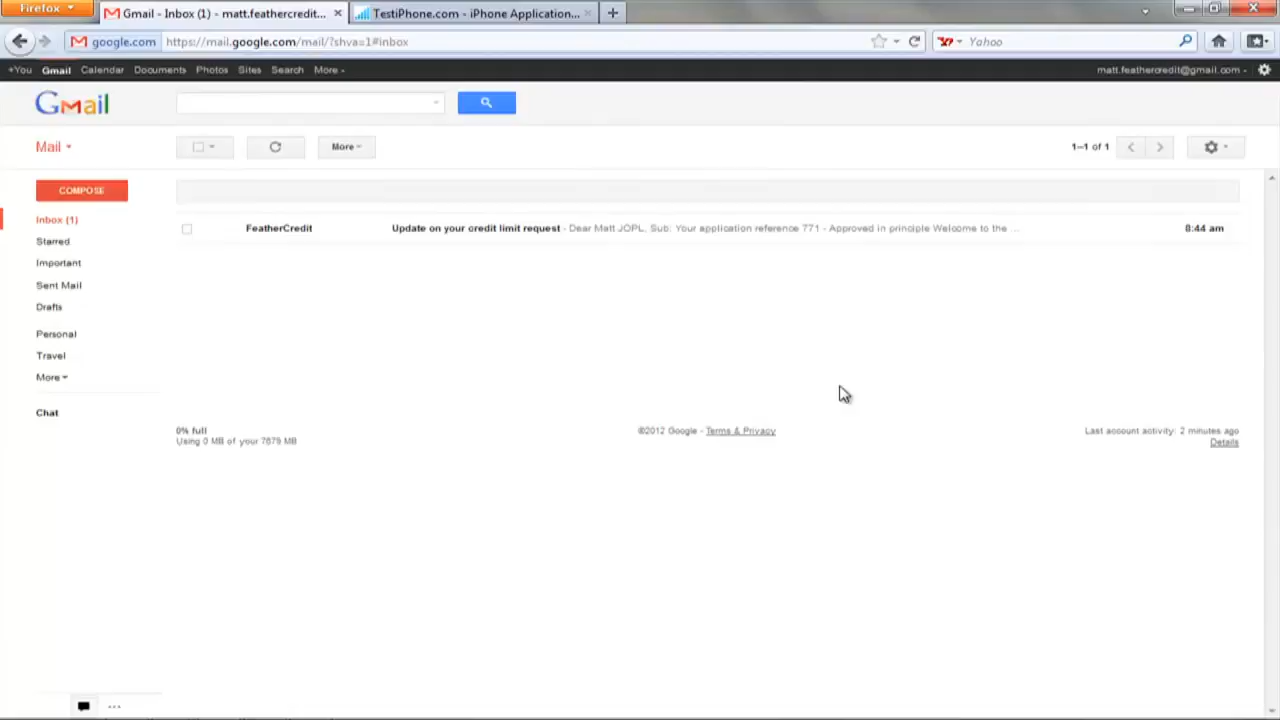 Firefox
Gmail - Inbox (1) - matt.feathercredit...
TestiPhone.com - iPhone Application...
google.com https://mail.google.com/mail/?shva=1#inbox
Yahoo
+You Gmail Calendar Documents Photos Sites Search More
matt.feathercredit@gmail.com
Gmail
Mail
More
1–1 of 1
COMPOSE
Inbox (1)
FeatherCredit Update on your credit limit request - Dear Matt JOPL, Sub: Your application reference 771 - Approved in principle Welcome to the ... 8:44 am
Starred
Important
Sent Mail
Drafts
Personal
Travel
More
Chat
0% full
Using 0 MB of your 7679 MB
©2012 Google - Terms & Privacy
Last account activity: 2 minutes ago
Details